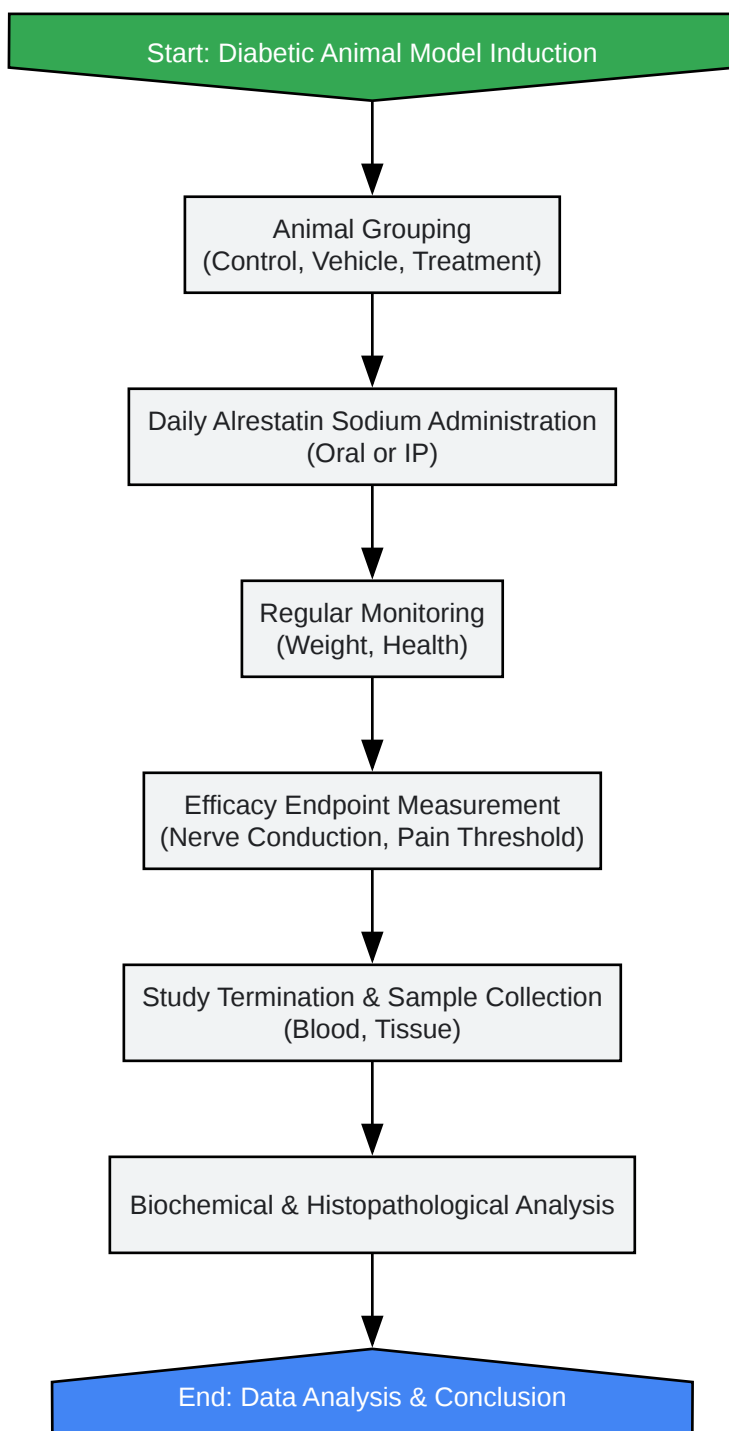 Start: Diabetic Animal Model Induction
Animal Grouping
(Control, Vehicle, Treatment)
Daily Alrestatin Sodium Administration
(Oral or IP)
Regular Monitoring
(Weight, Health)
Efficacy Endpoint Measurement
(Nerve Conduction, Pain Threshold)
Study Termination & Sample Collection
(Blood, Tissue)
Biochemical & Histopathological Analysis
End: Data Analysis & Conclusion